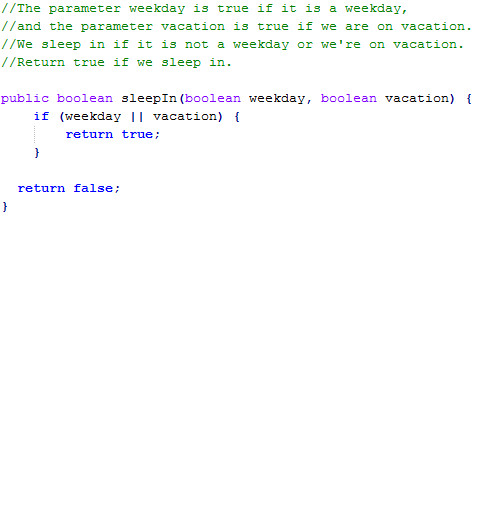 //The parameter weekday is true if it is a weekday,
//and the parameter vacation is true if we are on vacation.
//We sleep in if it is not a weekday or we're on vacation.
//Return true if we sleep in.
public boolean sleepIn(boolean weekday, boolean vacation) {
if (weekday || vacation) {
return true;
}
return false;
}